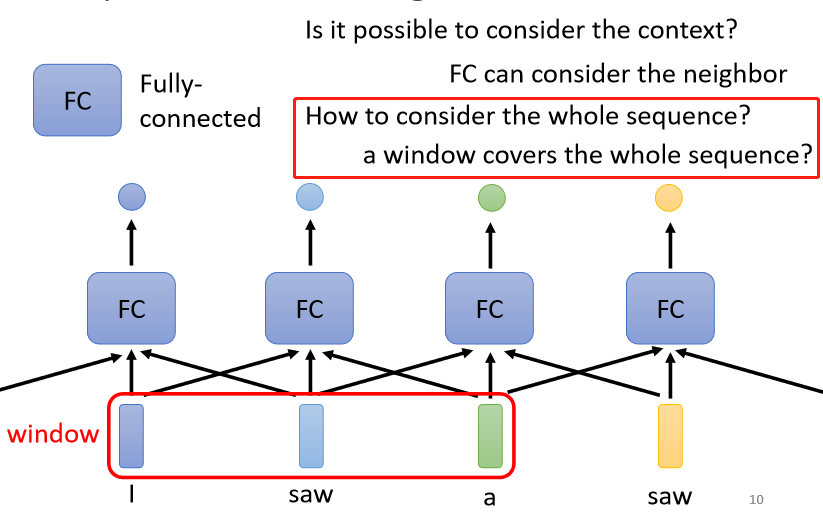 Is it possible to consider the context?
FC can consider the neighbor
FC
Fully-
connected
How to consider the whole sequence?
a window covers the whole sequence?
FC
FC
FC
FC
window
I
saw
a
saw
10